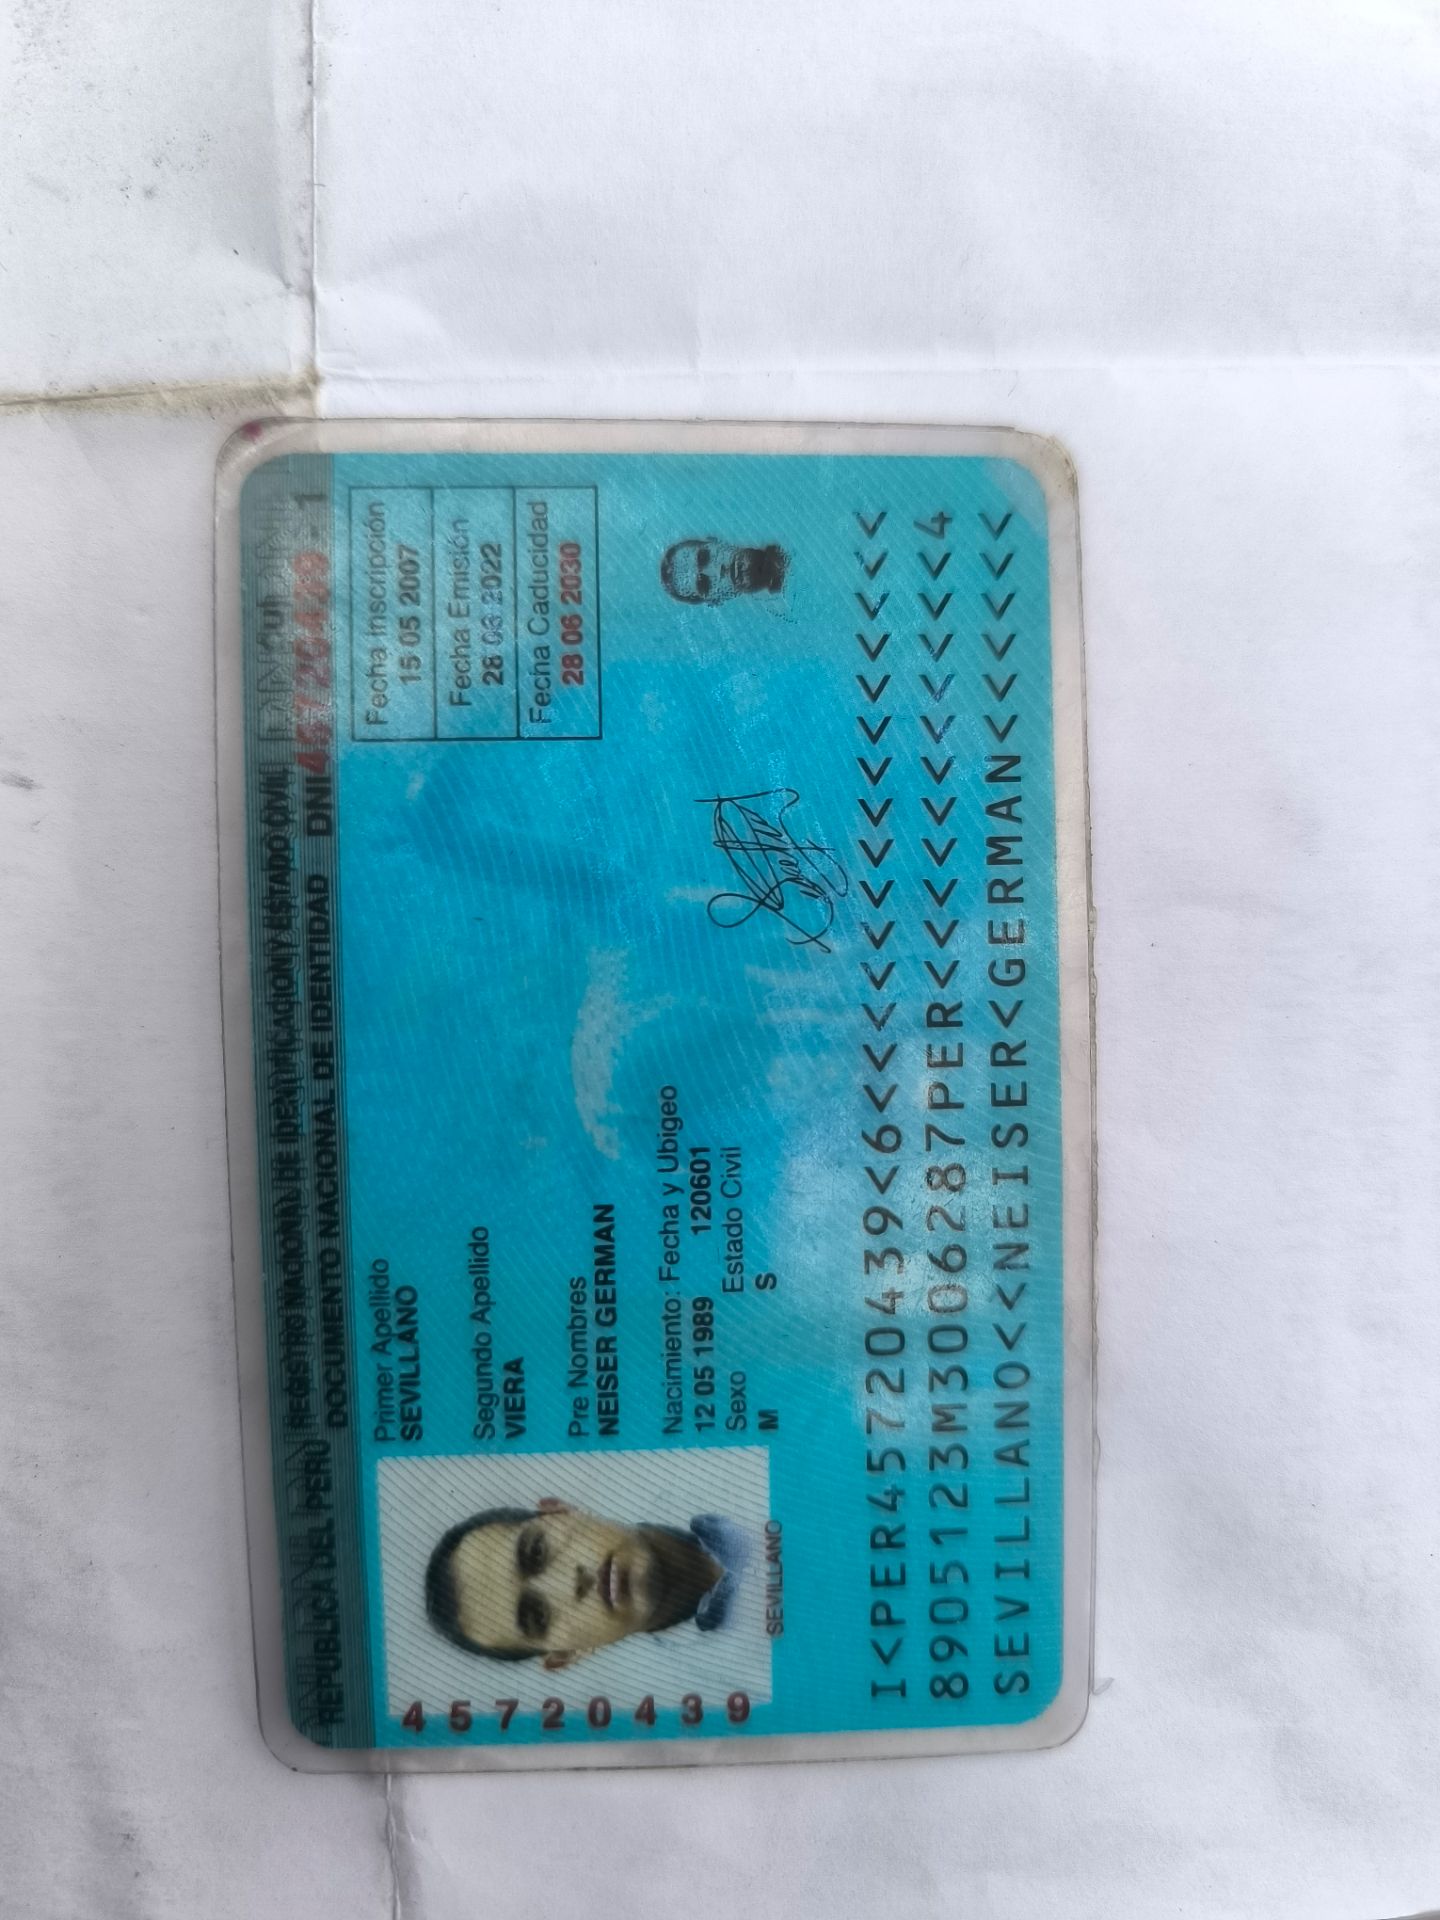 REPUBLICA DEL PERU REGISTRO NACIONAL DE IDENTIFICACION Y ESTADO CIVIL
DOCUMENTO NACIONAL DE IDENTIDAD DNI 45720439 - 1
Primer Apellido
SEVILLANO
Segundo Apellido
VIERA
Pre Nombres
NEISER GERMAN
Nacimiento: Fecha y Ubigeo
12 05 1989 120601
Sexo Estado Civil
M S
Fecha Inscripción
15 05 2007
Fecha Emisión
28 2022
Fecha Caducidad
28 06 2030
45720439
SEVILLANO
I<PER45720439<6<<<<<<<<<<<<<<<
8905123M3006287PER<<<<<<<<<<<4
SEVILLANO<<NEISER<GERMAN<<<<<<